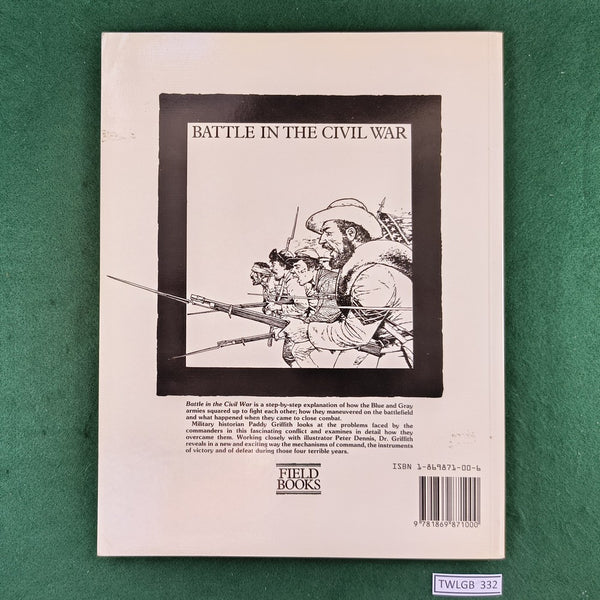 BATTLE IN THE CIVIL WAR
Battle in the Civil War is a step-by-step explanation of how the Blue and Gray
armies squared up to fight each other; how they maneuvered on the battlefield
and what happened when they came to close combat.
Military historian Paddy Griffith looks at the problems faced by the
commanders in this fascinating conflict and examines in detail how they
overcame them. Working closely with illustrator Peter Dennis, Dr. Griffith
reveals in a new and exciting way the mechanisms of command, the instruments
of victory and of defeat during those four terrible years.
FIELD
BOOKS
ISBN 1-869871-00-6
9 781869 871000
TWLGB 332